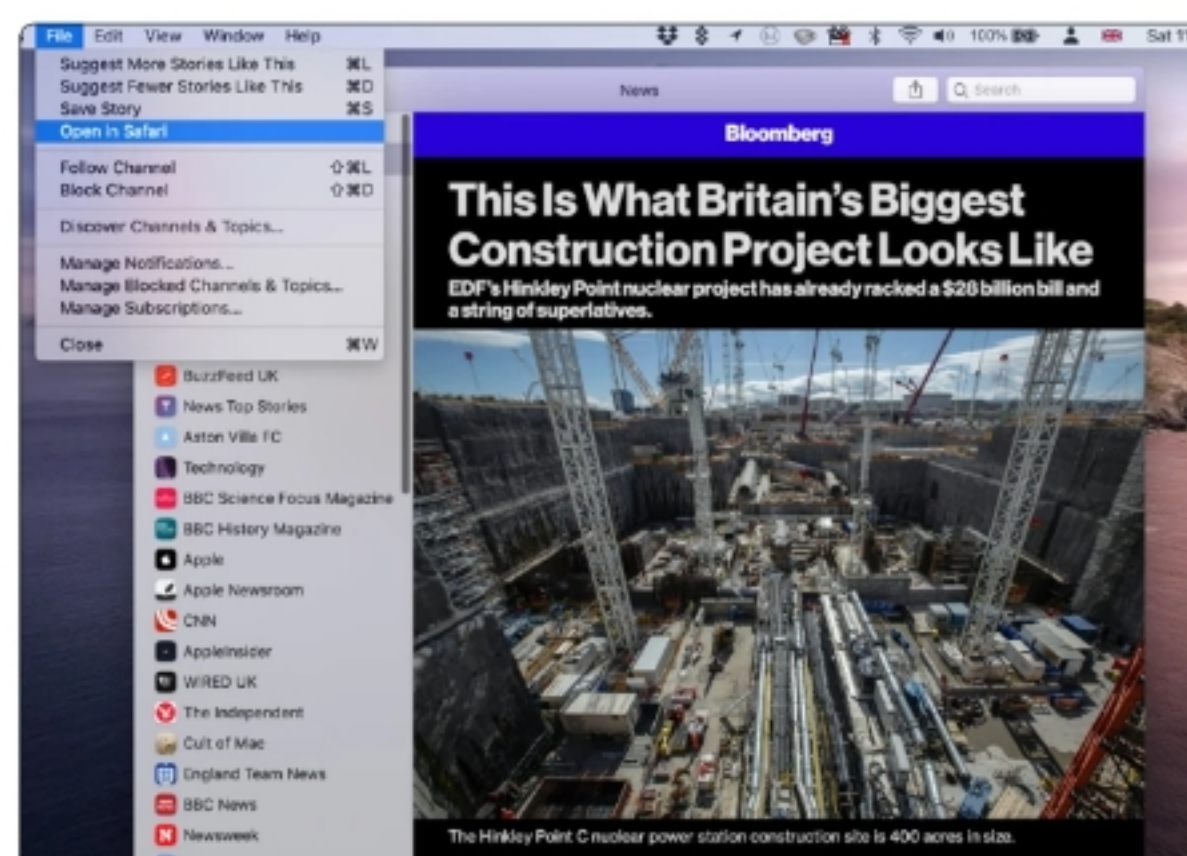 File Edit View Window Help 100% Sat
Suggest More Stories Like This ⌘L
Suggest Fewer Stories Like This ⌘D
Save Story ⌘S
Open in Safari
Follow Channel ⇧⌘L
Block Channel ⇧⌘D
Discover Channels & Topics...
Manage Notifications...
Manage Blocked Channels & Topics...
Manage Subscriptions...
Close ⌘W
BuzzFeed UK
News Top Stories
Aston Villa FC
Technology
BBC Science Focus Magazine
BBC History Magazine
Apple
Apple Newsroom
CNN
AppleInsider
WIRED UK
The Independent
Cult of Mac
England Team News
BBC News
Newsweek
News
Search
Bloomberg
This Is What Britain's Biggest
Construction Project Looks Like
EDF's Hinkley Point nuclear project has already racked a $28 billion bill and
a string of superlatives.
The Hinkley Point C nuclear power station construction site is 400 acres in size.